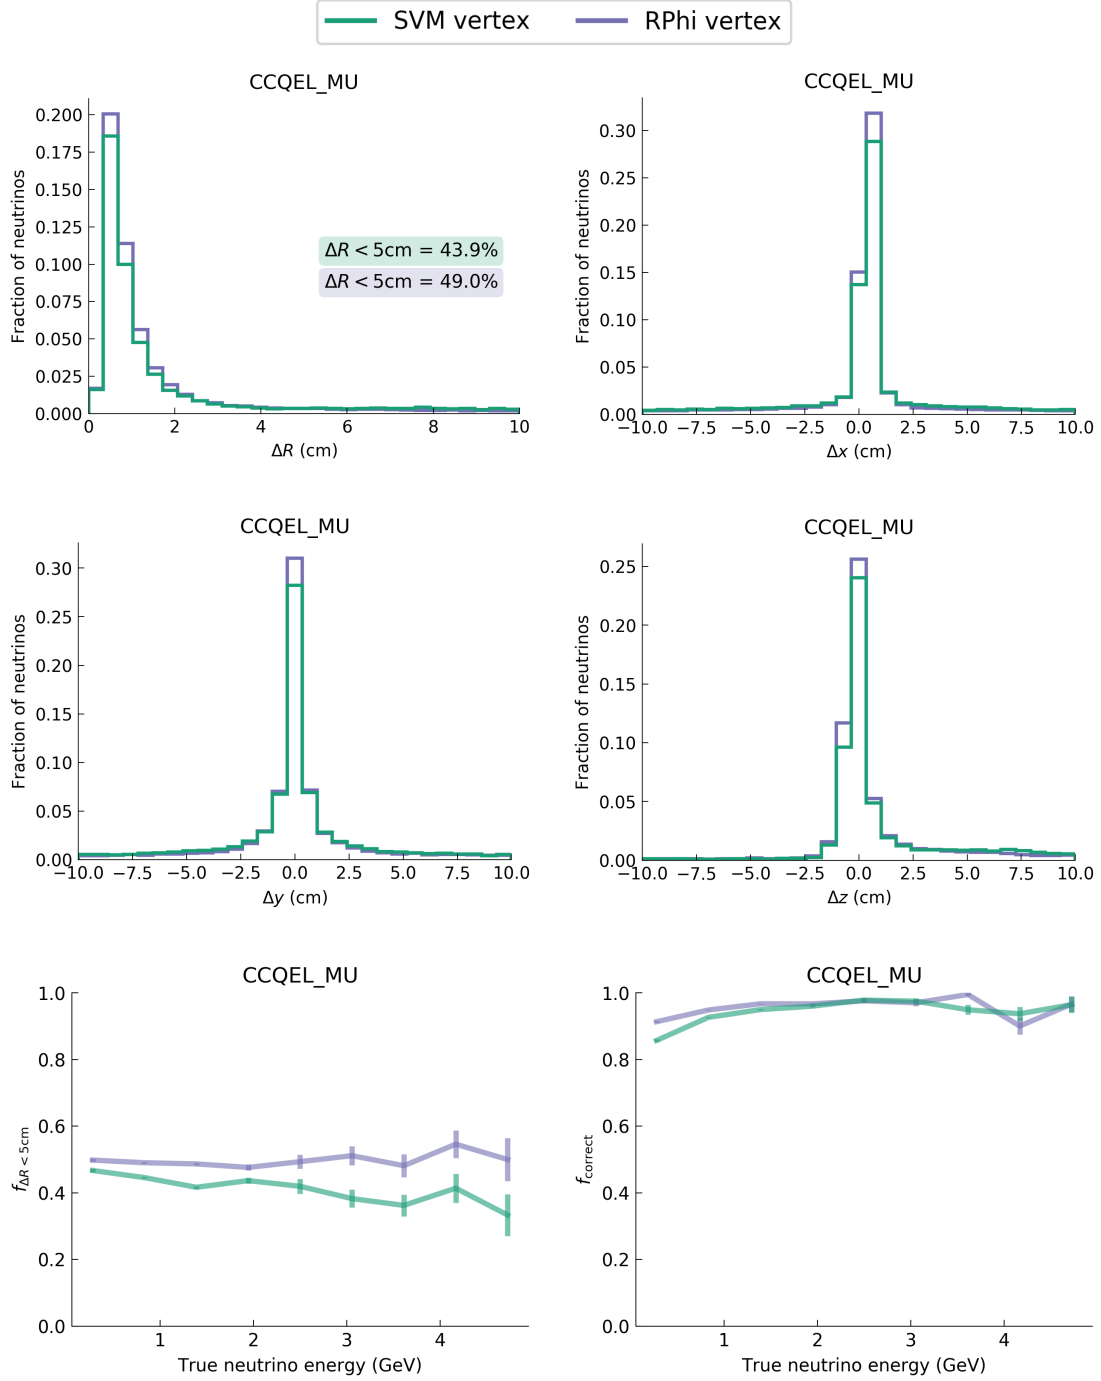 SVM vertex RPhi vertex
CCQEL_MU
Fraction of neutrinos
0.200
0.175
0.150
0.125
0.100
0.075
0.050
0.025
0.000
ΔR < 5cm = 43.9%
ΔR < 5cm = 49.0%
0 2 4 6 8 10
ΔR (cm)
CCQEL_MU
Fraction of neutrinos
0.30
0.25
0.20
0.15
0.10
0.05
0.00
−10.0 −7.5 −5.0 −2.5 0.0 2.5 5.0 7.5 10.0
Δx (cm)
CCQEL_MU
Fraction of neutrinos
0.30
0.25
0.20
0.15
0.10
0.05
0.00
−10.0 −7.5 −5.0 −2.5 0.0 2.5 5.0 7.5 10.0
Δy (cm)
CCQEL_MU
Fraction of neutrinos
0.25
0.20
0.15
0.10
0.05
0.00
−10.0 −7.5 −5.0 −2.5 0.0 2.5 5.0 7.5 10.0
Δz (cm)
CCQEL_MU
fΔR < 5cm
1.0
0.8
0.6
0.4
0.2
0.0
1 2 3 4
True neutrino energy (GeV)
CCQEL_MU
fcorrect
1.0
0.8
0.6
0.4
0.2
0.0
1 2 3 4
True neutrino energy (GeV)